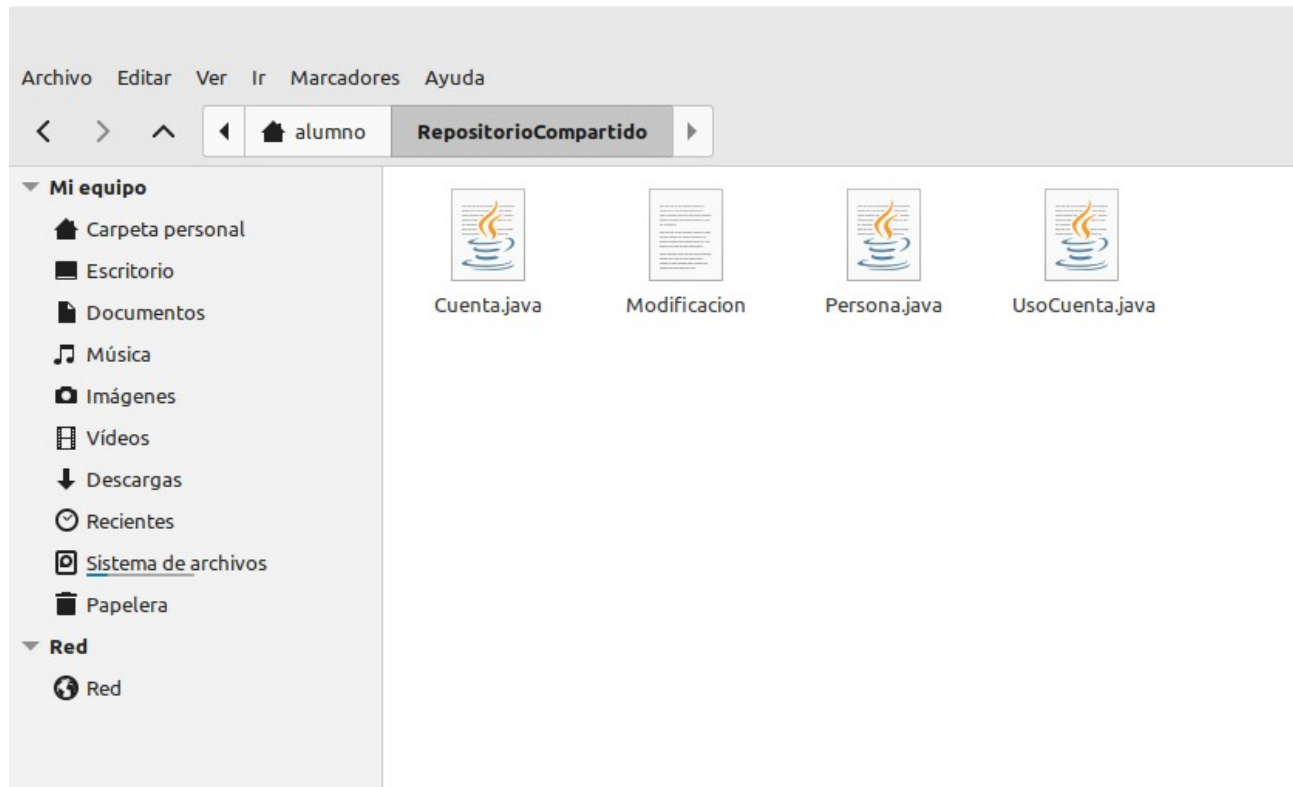 Archivo Editar Ver Ir Marcadores Ayuda
alumno RepositorioCompartido
Mi equipo
Carpeta personal
Escritorio
Documentos
Música
Imágenes
Vídeos
Descargas
Recientes
Sistema de archivos
Papelera
Red
Red
Cuenta.java Modificacion Persona.java UsoCuenta.java